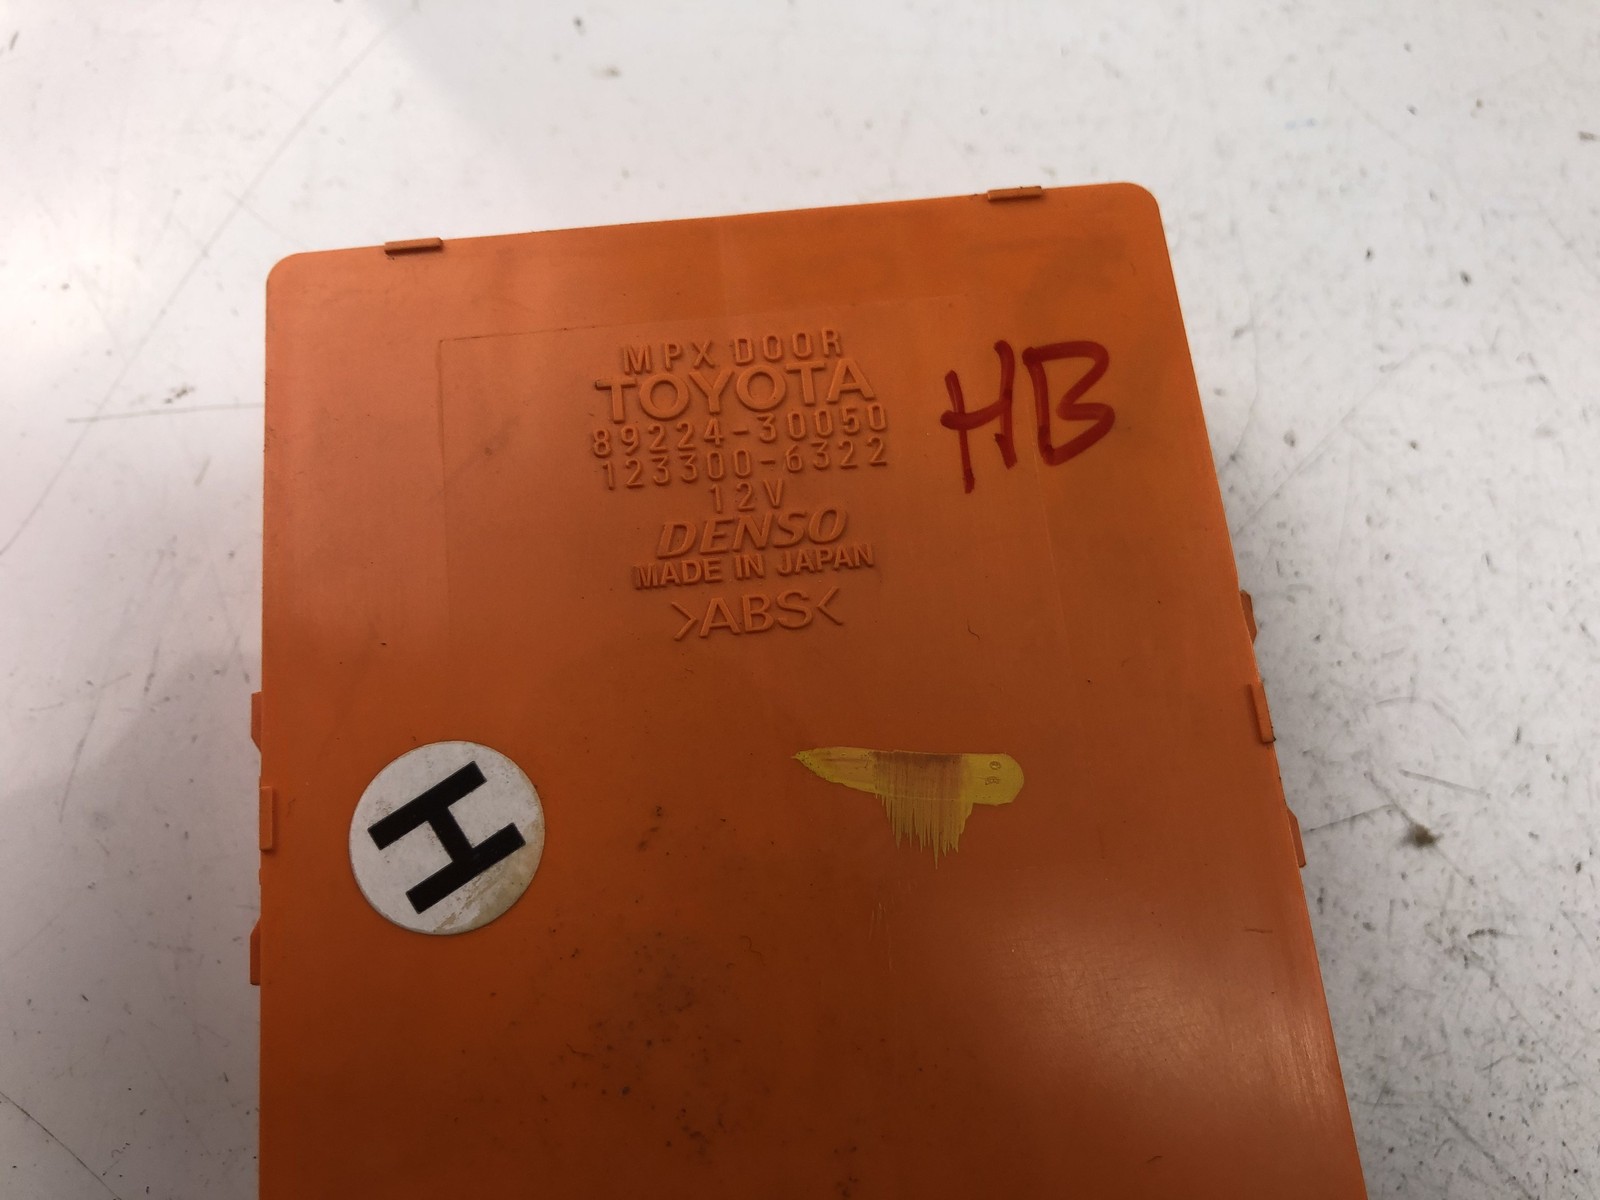 MPX DOOR
TOYOTA
89224-30050
123300-6322
12V
DENSO
MADE IN JAPAN
>ABS<
HB
H